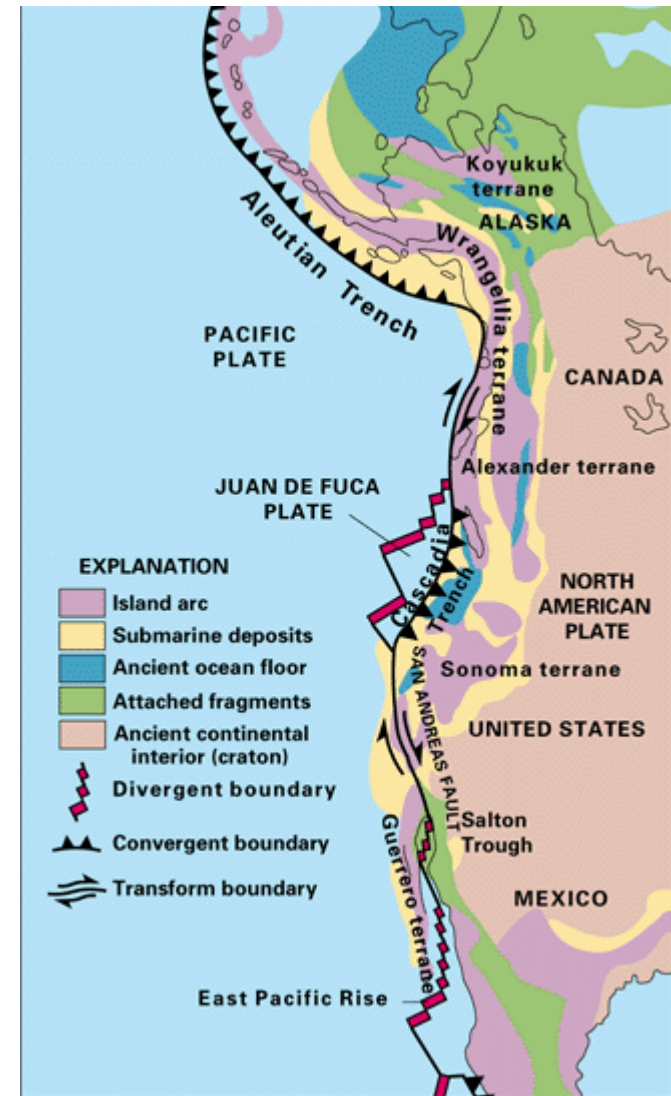 Koyukuk
terrane
ALASKA
Aleutian Trench
Wrangellia terrane
PACIFIC
PLATE
CANADA
Alexander terrane
JUAN DE FUCA
PLATE
Cascadia
Trench
EXPLANATION
Island arc
Submarine deposits
Ancient ocean floor
Attached fragments
Ancient continental
interior (craton)
Divergent boundary
Convergent boundary
Transform boundary
NORTH
AMERICAN
PLATE
Sonoma terrane
SAN ANDREAS FAULT
UNITED STATES
Salton
Trough
Guerrero terrane
MEXICO
East Pacific Rise